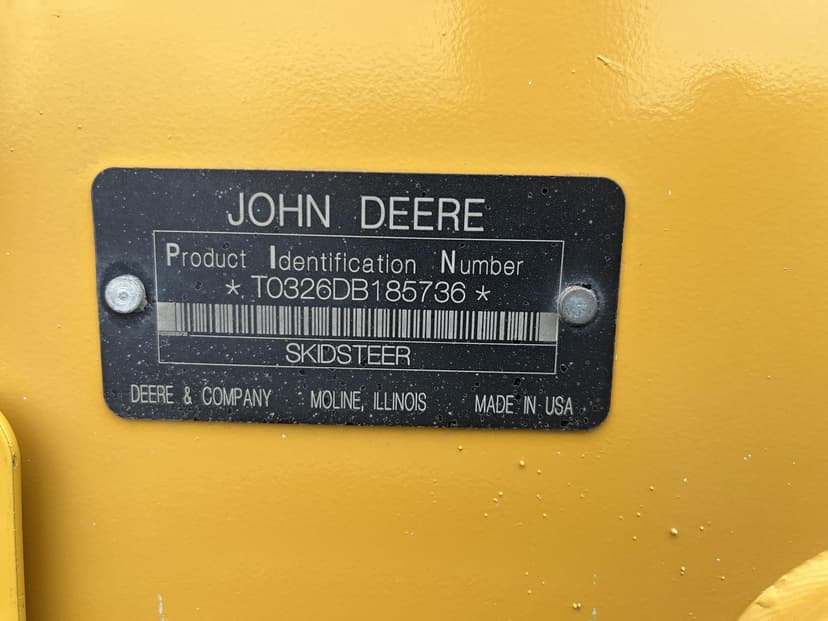 JOHN DEERE
Product Identification Number
* T0326DB185736 *
SKIDSTEER
DEERE & COMPANY MOLINE, ILLINOIS MADE IN USA